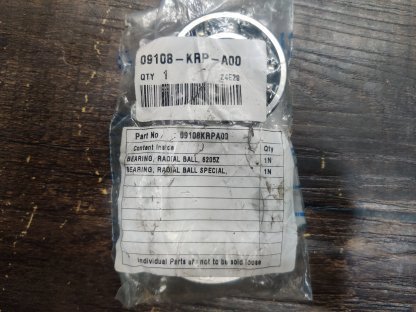 09108-KRP-A00
QTY 1 Z4E29
Part No : 09108KRPA00
Content Inside Qty
BEARING, RADIAL BALL, 6205Z 1N
BEARING, RADIAL BALL SPECIAL, 1N
Individual Parts are not to be sold loose